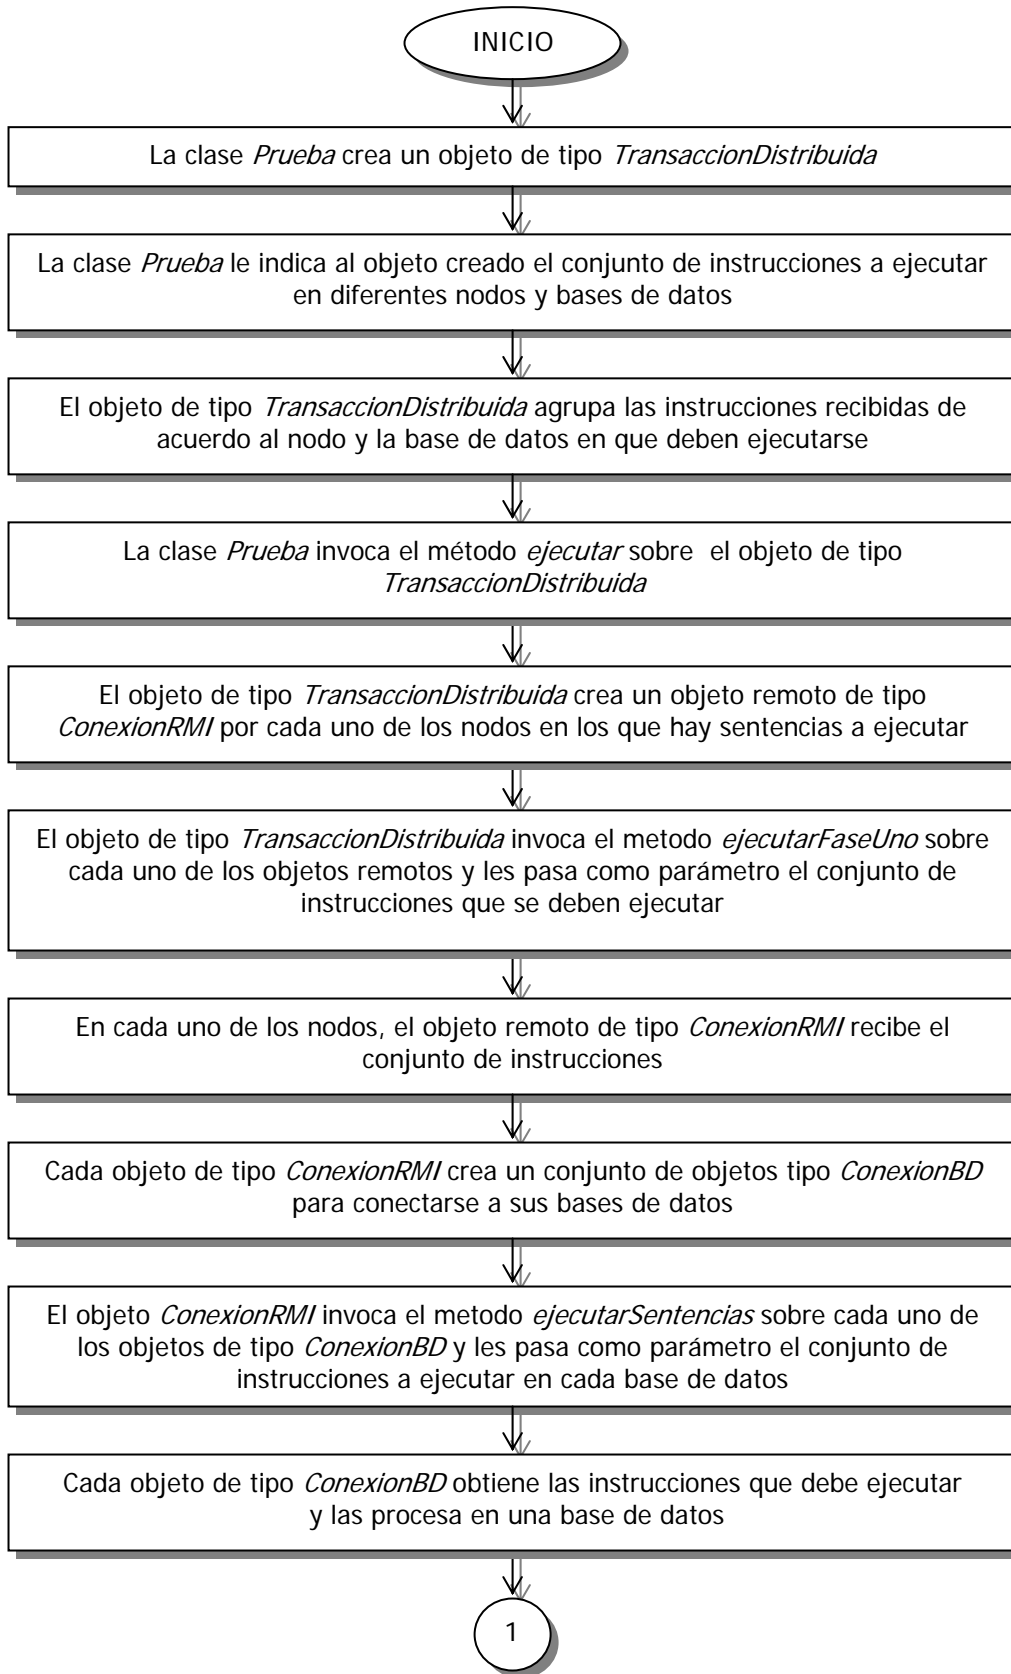 INICIO
La clase Prueba crea un objeto de tipo TransaccionDistribuida
La clase Prueba le indica al objeto creado el conjunto de instrucciones a ejecutar
en diferentes nodos y bases de datos
El objeto de tipo TransaccionDistribuida agrupa las instrucciones recibidas de
acuerdo al nodo y la base de datos en que deben ejecutarse
La clase Prueba invoca el método ejecutar sobre el objeto de tipo
TransaccionDistribuida
El objeto de tipo TransaccionDistribuida crea un objeto remoto de tipo
ConexionRMI por cada uno de los nodos en los que hay sentencias a ejecutar
El objeto de tipo TransaccionDistribuida invoca el metodo ejecutarFaseUno sobre
cada uno de los objetos remotos y les pasa como parámetro el conjunto de
instrucciones que se deben ejecutar
En cada uno de los nodos, el objeto remoto de tipo ConexionRMI recibe el
conjunto de instrucciones
Cada objeto de tipo ConexionRMI crea un conjunto de objetos tipo ConexionBD
para conectarse a sus bases de datos
El objeto ConexionRMI invoca el metodo ejecutarSentencias sobre cada uno de
los objetos de tipo ConexionBD y les pasa como parámetro el conjunto de
instrucciones a ejecutar en cada base de datos
Cada objeto de tipo ConexionBD obtiene las instrucciones que debe ejecutar
y las procesa en una base de datos
1